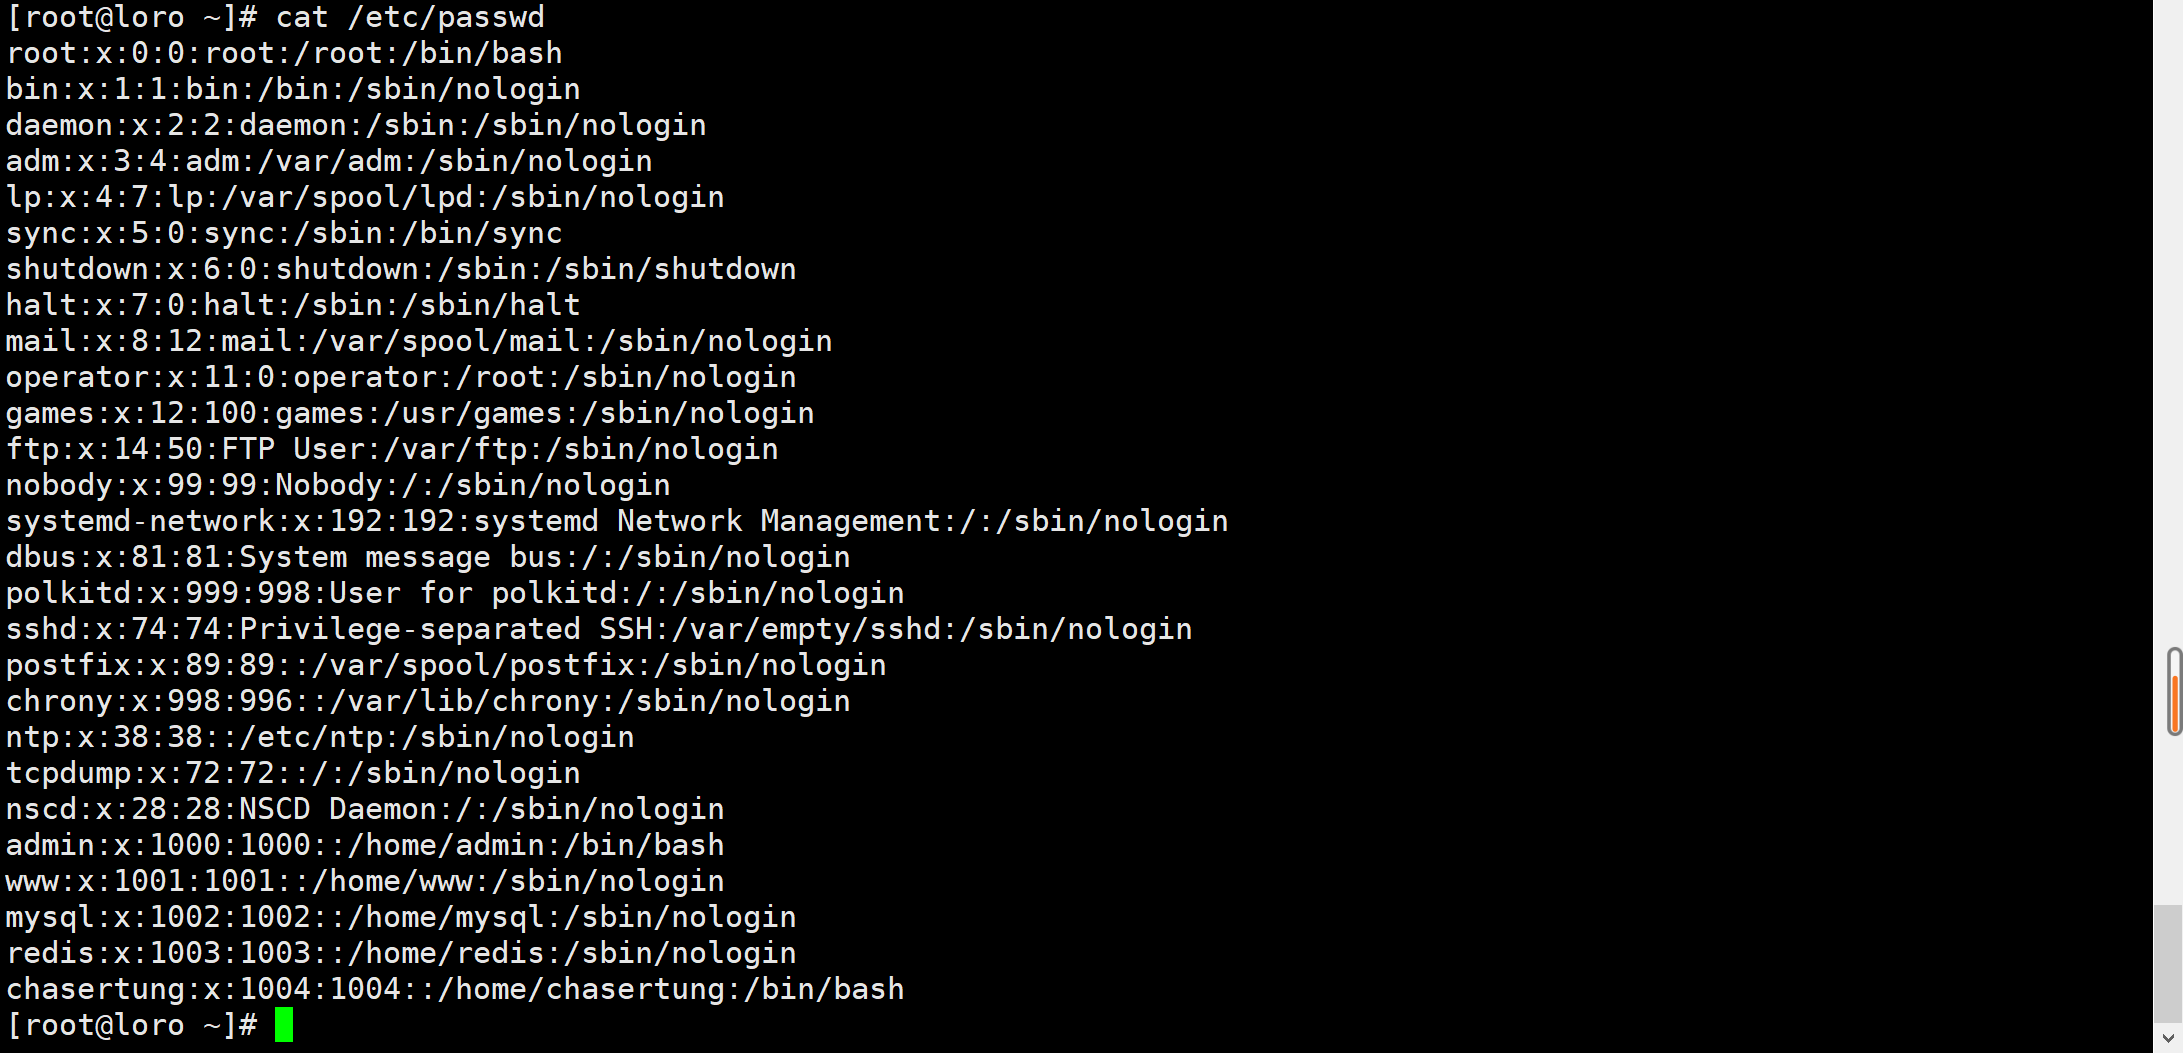 [root@loro ~]# cat /etc/passwd
root:x:0:0:root:/root:/bin/bash
bin:x:1:1:bin:/bin:/sbin/nologin
daemon:x:2:2:daemon:/sbin:/sbin/nologin
adm:x:3:4:adm:/var/adm:/sbin/nologin
lp:x:4:7:lp:/var/spool/lpd:/sbin/nologin
sync:x:5:0:sync:/sbin:/bin/sync
shutdown:x:6:0:shutdown:/sbin:/sbin/shutdown
halt:x:7:0:halt:/sbin:/sbin/halt
mail:x:8:12:mail:/var/spool/mail:/sbin/nologin
operator:x:11:0:operator:/root:/sbin/nologin
games:x:12:100:games:/usr/games:/sbin/nologin
ftp:x:14:50:FTP User:/var/ftp:/sbin/nologin
nobody:x:99:99:Nobody:/:/sbin/nologin
systemd-network:x:192:192:systemd Network Management:/:/sbin/nologin
dbus:x:81:81:System message bus:/:/sbin/nologin
polkitd:x:999:998:User for polkitd:/:/sbin/nologin
sshd:x:74:74:Privilege-separated SSH:/var/empty/sshd:/sbin/nologin
postfix:x:89:89::/var/spool/postfix:/sbin/nologin
chrony:x:998:996::/var/lib/chrony:/sbin/nologin
ntp:x:38:38::/etc/ntp:/sbin/nologin
tcpdump:x:72:72::/:/sbin/nologin
nscd:x:28:28:NSCD Daemon:/:/sbin/nologin
admin:x:1000:1000::/home/admin:/bin/bash
www:x:1001:1001::/home/www:/sbin/nologin
mysql:x:1002:1002::/home/mysql:/sbin/nologin
redis:x:1003:1003::/home/redis:/sbin/nologin
chasertung:x:1004:1004::/home/chasertung:/bin/bash
[root@loro ~]#